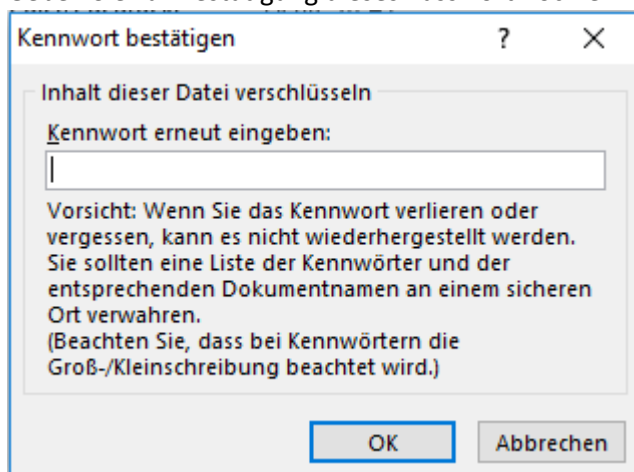 Kennwort bestätigen ? ×
Inhalt dieser Datei verschlüsseln
Kennwort erneut eingeben:
Vorsicht: Wenn Sie das Kennwort verlieren oder
vergessen, kann es nicht wiederhergestellt werden.
Sie sollten eine Liste der Kennwörter und der
entsprechenden Dokumentnamen an einem sicheren
Ort verwahren.
(Beachten Sie, dass bei Kennwörtern die
Groß-/Kleinschreibung beachtet wird.)
OK Abbrechen